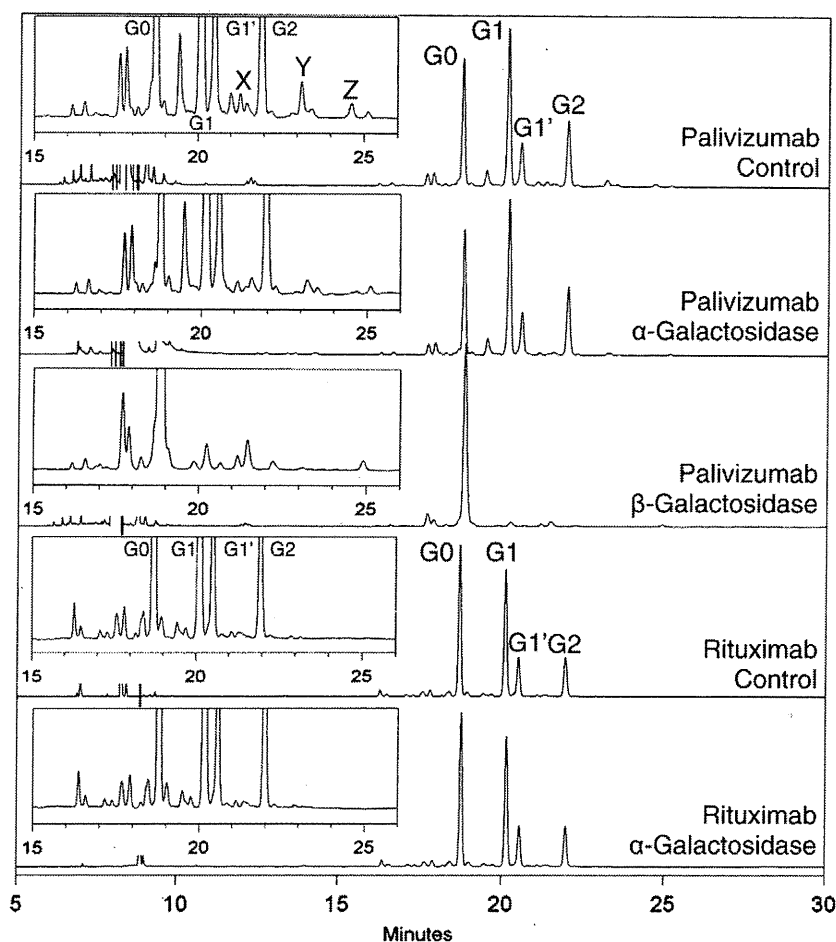 G0 G1' G2
X Y Z
G1
15 20 25
G0 G1 G1' G2
Palivizumab
Control
15 20 25
Palivizumab
α-Galactosidase
15 20 25
Palivizumab
β-Galactosidase
G0 G1 G1' G2
15 20 25
G0 G1 G1' G2
Rituximab
Control
15 20 25
Rituximab
α-Galactosidase
5 10 15 20 25 30
Minutes